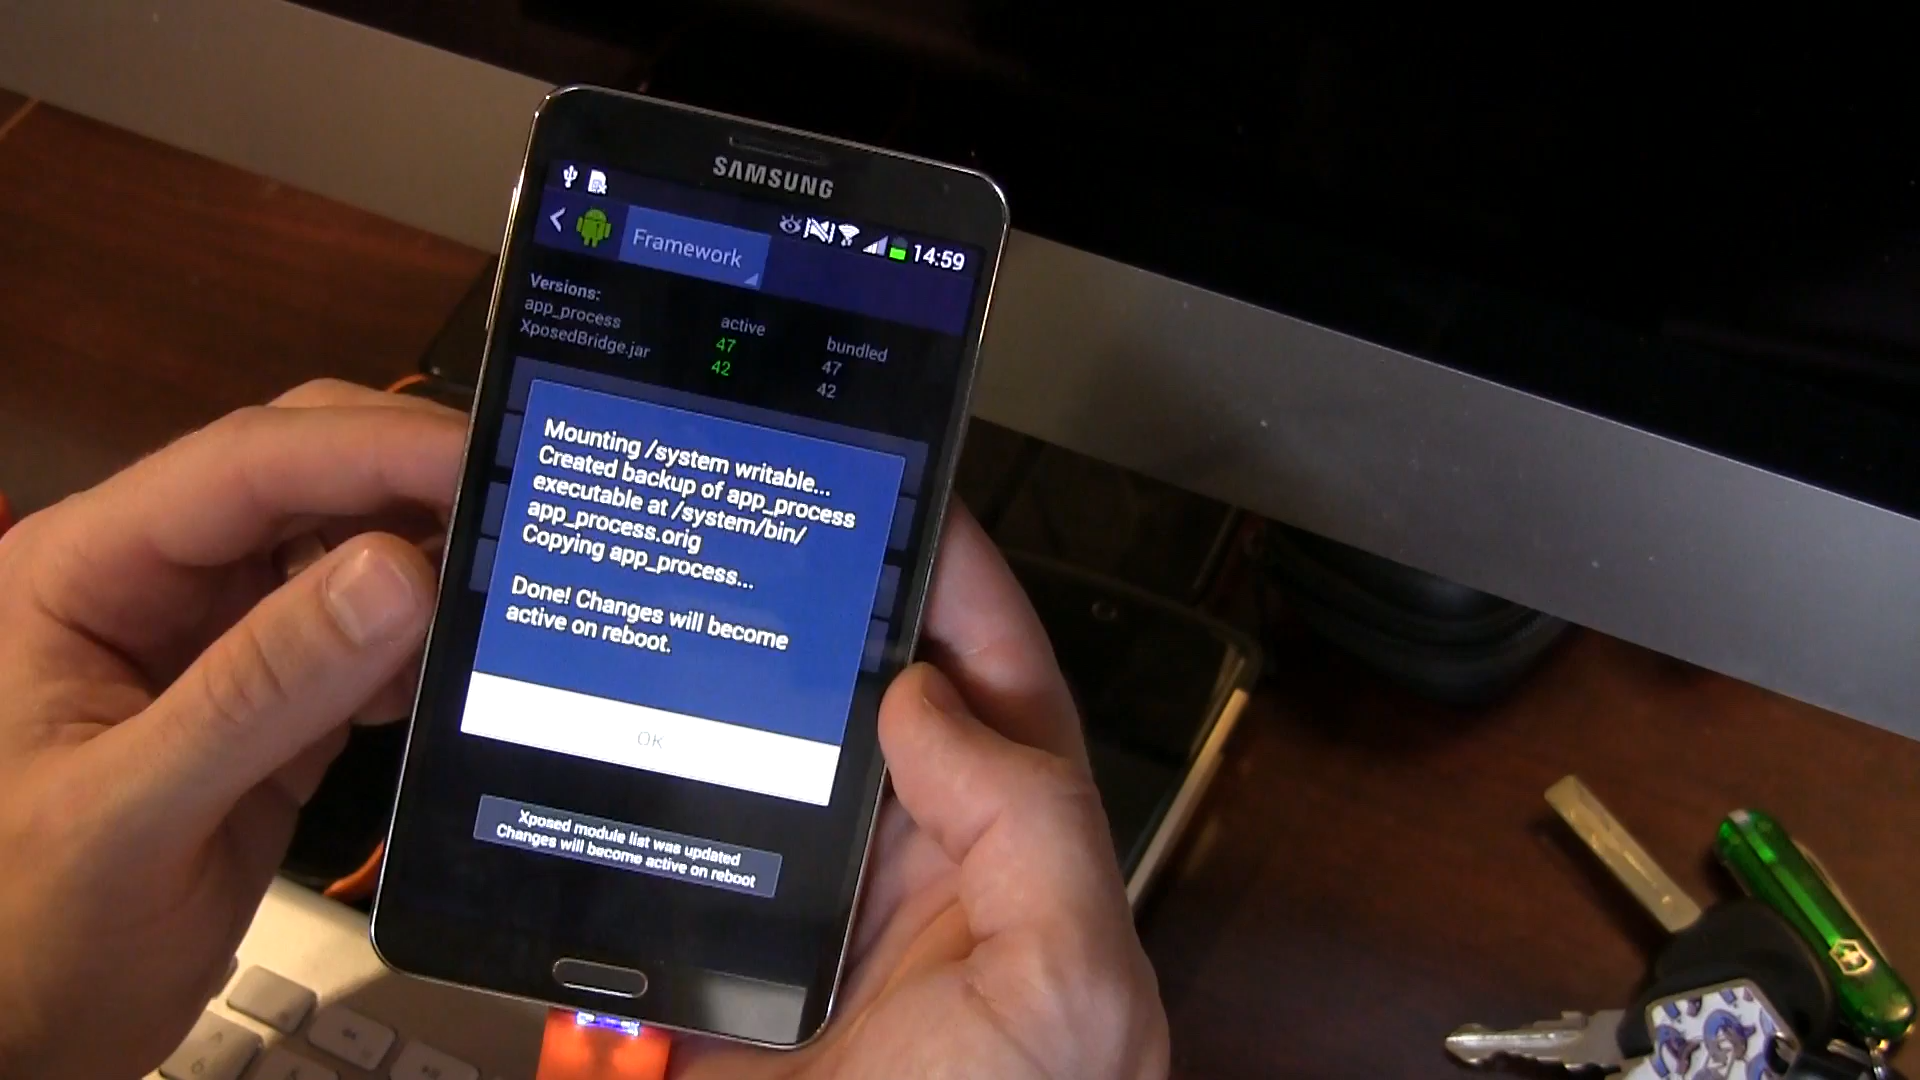 SAMSUNG
14:59
Framework
Versions:
app_process
active
bundled
XposedBridge.jar
47
47
42
42
Mounting /system writable...
Created backup of app_process
executable at /system/bin/
app_process.orig
Copying app_process...
Done! Changes will become
active on reboot.
OK
Xposed module list was updated
Changes will become active on reboot